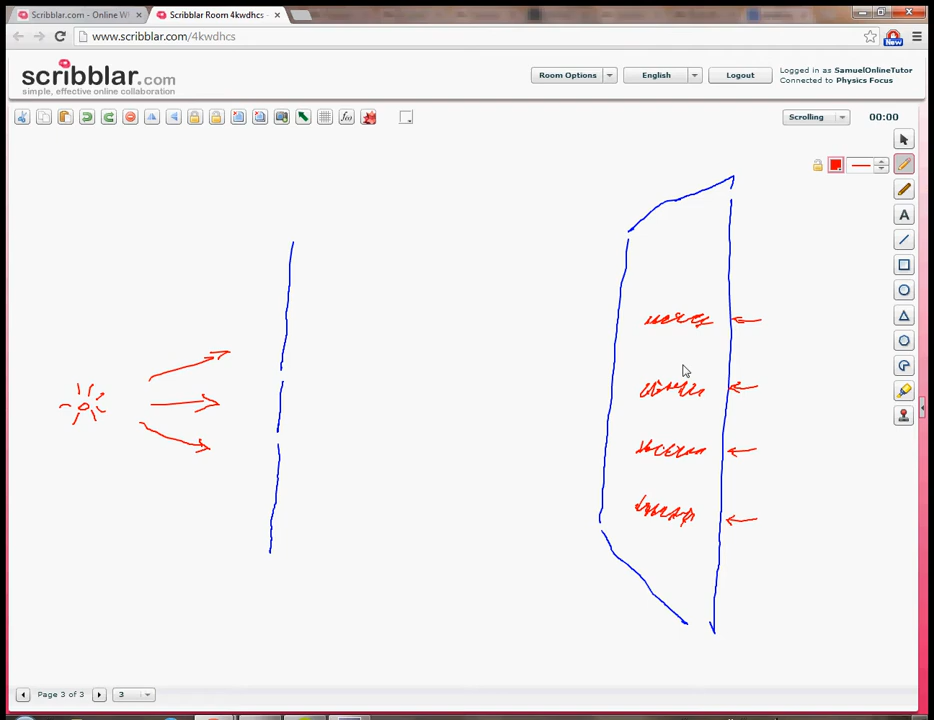 Scribblar.com - Online W
Scribblar Room 4kwdhcs
www.scribblar.com/4kwdhcs
New
scribblar.com
simple, effective online collaboration
Room Options
English
Logout
Logged in as SamuelOnlineTutor
Connected to Physics Focus
f(x)
Scrolling
00:00
A
Page 3 of 3
3